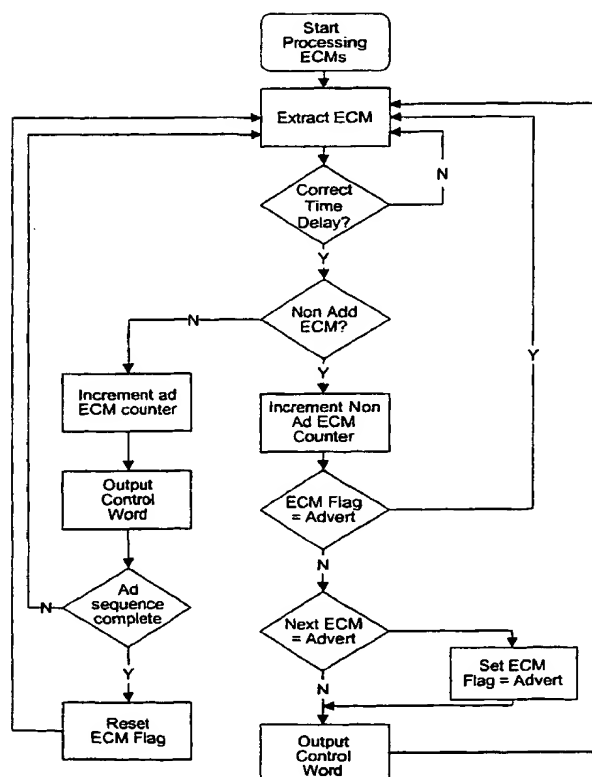 Start
Processing
ECMs
Extract ECM
N
Correct
Time
Delay?
Y
Non Add
ECM?
N
Y
Y
Increment ad
ECM counter
Increment Non
Ad ECM
Counter
Output
Control
Word
ECM Flag
= Advert
N
Ad
sequence
complete
N
Next ECM
= Advert
Y
N
Set ECM
Flag = Advert
Reset
ECM Flag
Output
Control
Word